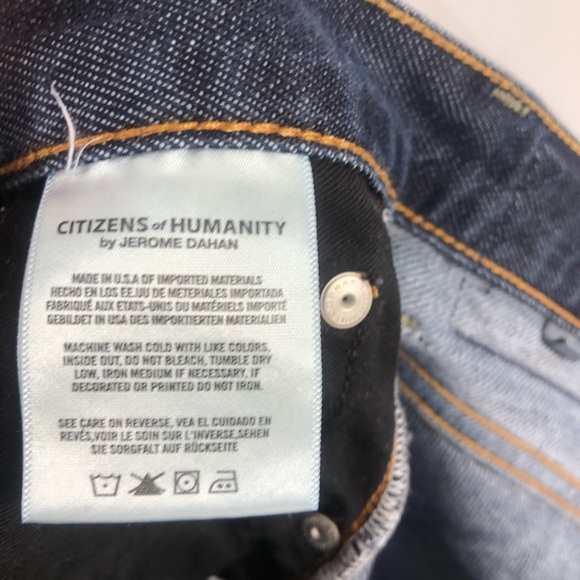 CITIZENS of HUMANITY
by JEROME DAHAN
MADE IN U.S.A OF IMPORTED MATERIALS
HECHO EN LOS EE.UU DE METERIALES IMPORTADA
FABRIQUÉ AUX ETATS-UNIS DU MATÉRIELS IMPORTÉ
GEBILDET IN USA DES IMPORTIERTEN MATERIALIEN
MACHINE WASH COLD WITH LIKE COLORS,
INSIDE OUT, DO NOT BLEACH, TUMBLE DRY
LOW, IRON MEDIUM IF NECESSARY, IF
DECORATED OR PRINTED DO NOT IRON.
SEE CARE ON REVERSE, VEA EL CUIDADO EN
REVÉS,VOIR LE SOIN SUR L'INVERSE,SEHEN
SIE SORGFALT AUF RÜCKSEITE